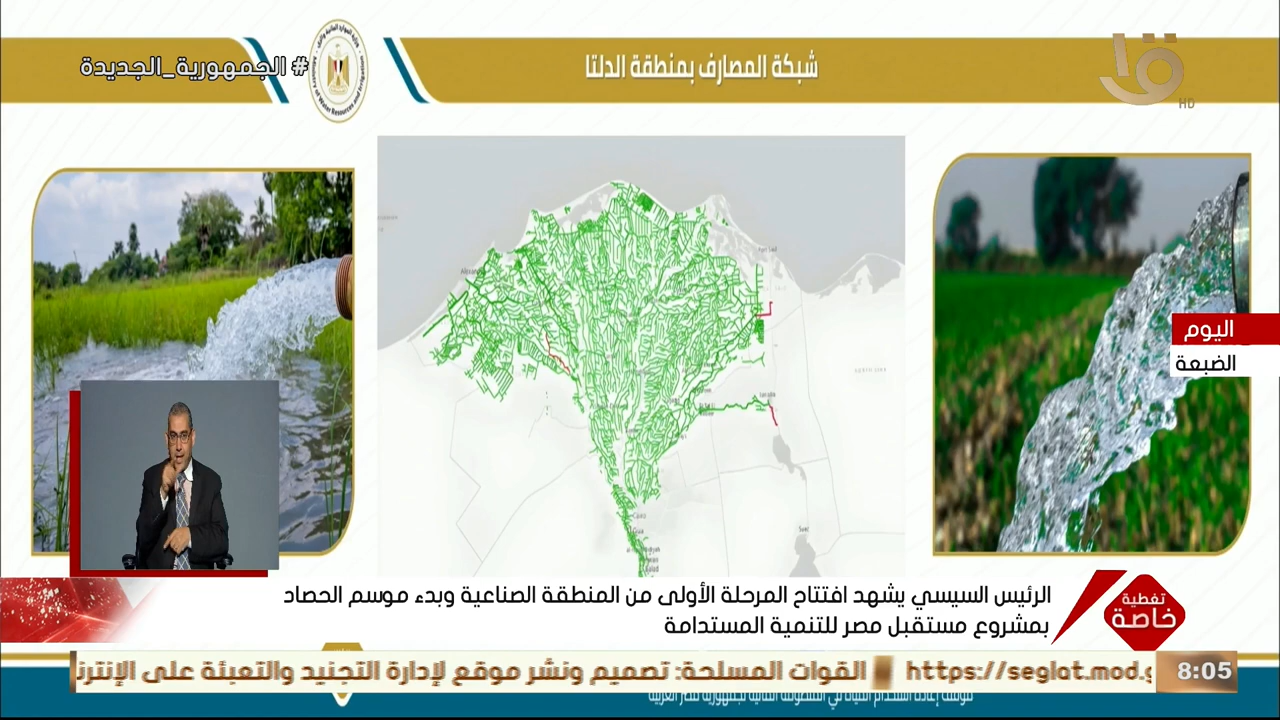 #الجمهورية_الجديدة
شبكة المصارف بمنطقة الدلتا
HD
اليوم
الضبعة
تغطية
خاصة
الرئيس السيسي يشهد افتتاح المرحلة الأولى من المنطقة الصناعية وبدء موسم الحصاد
بمشروع مستقبل مصر للتنمية المستدامة
https://seglat.mod.g
القوات المسلحة: تصميم ونشر موقع لإدارة التجنيد والتعبئة على الإنترن
8:05